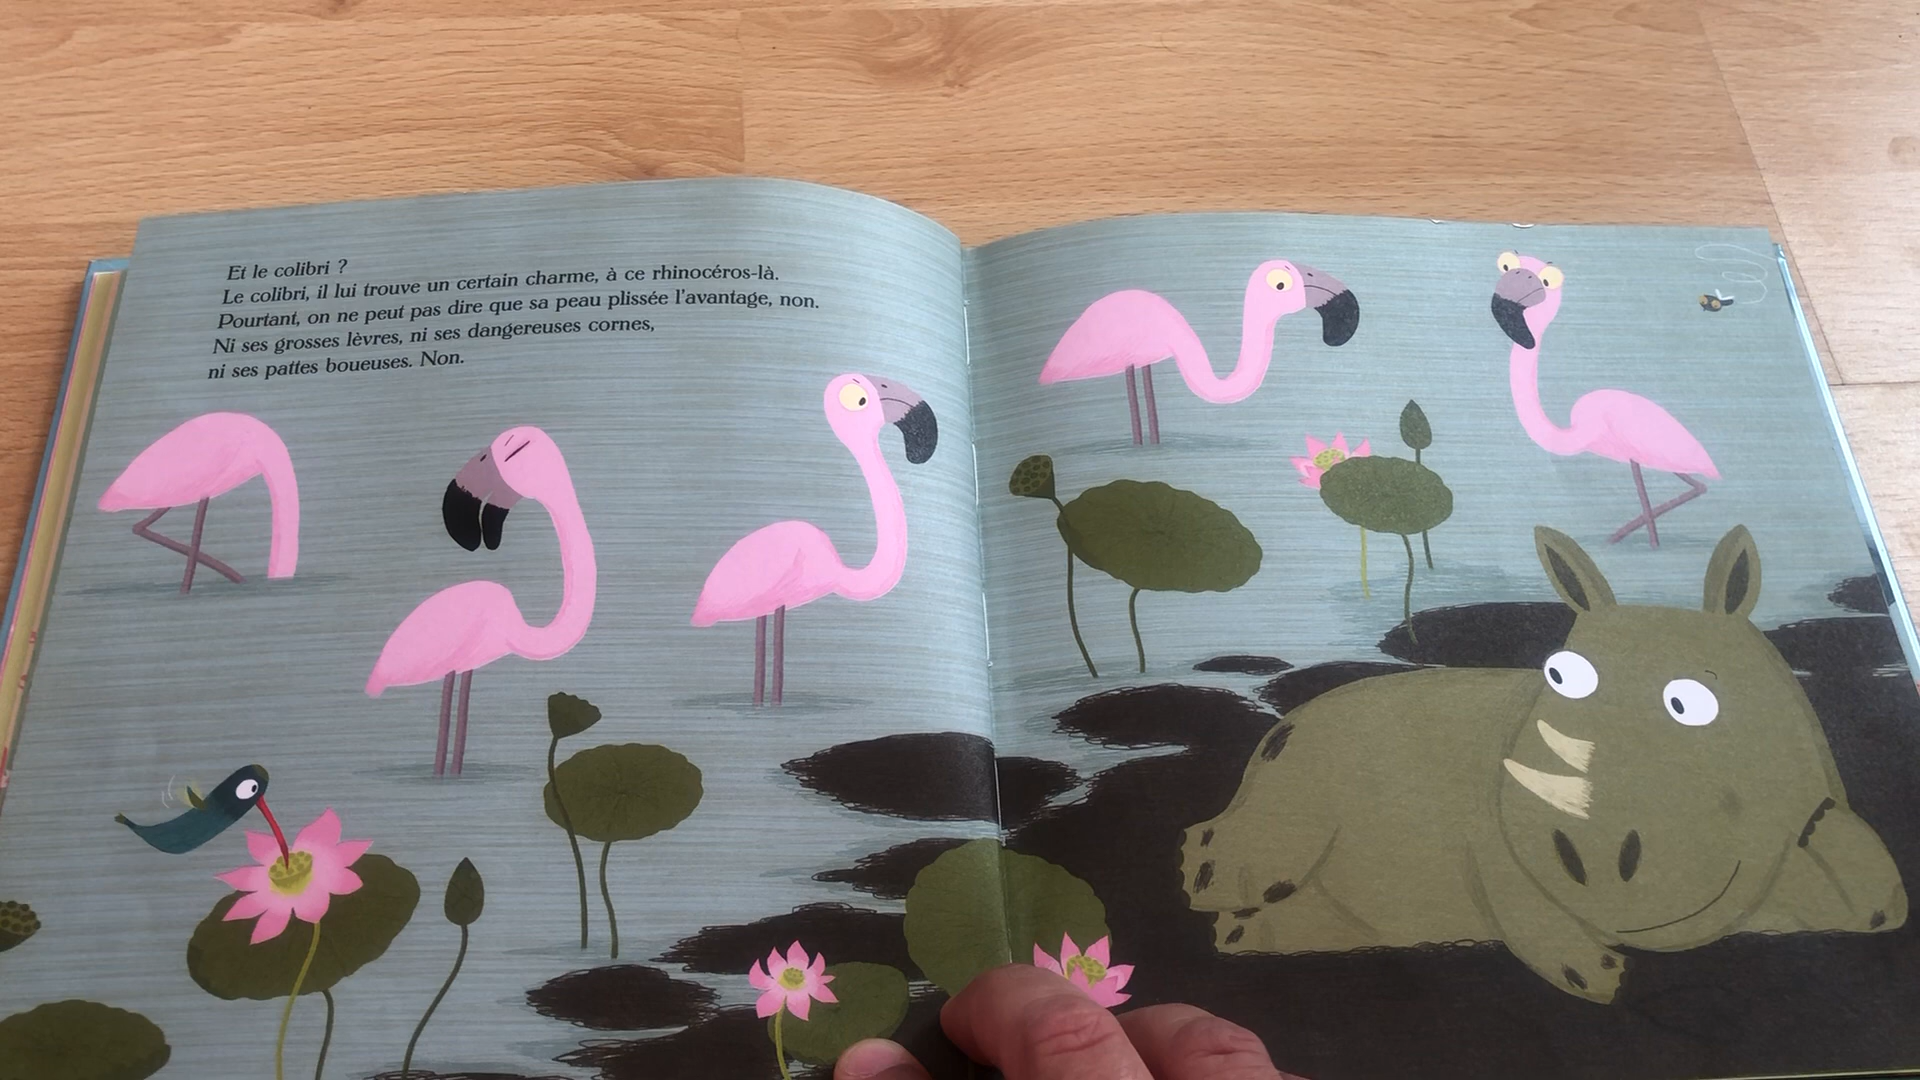 Et le colibri ?
Le colibri, il lui trouve un certain charme, à ce rhinocéros-là.
Pourtant, on ne peut pas dire que sa peau plissée l'avantage, non.
Ni ses grosses lèvres, ni ses dangereuses cornes,
ni ses pattes boueuses. Non.